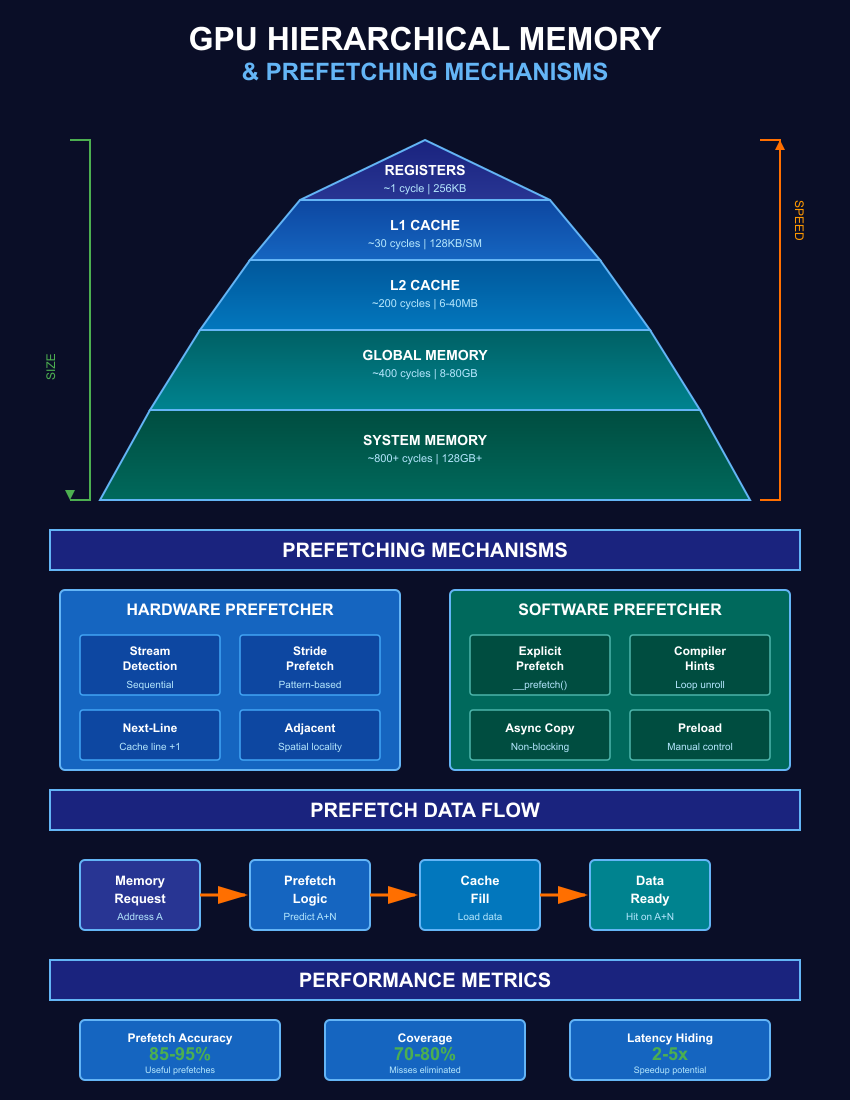 GPU HIERARCHICAL MEMORY
& PREFETCHING MECHANISMS
SIZE
SPEED
REGISTERS
~1 cycle | 256KB
L1 CACHE
~30 cycles | 128KB/SM
L2 CACHE
~200 cycles | 6-40MB
GLOBAL MEMORY
~400 cycles | 8-80GB
SYSTEM MEMORY
~800+ cycles | 128GB+
PREFETCHING MECHANISMS
HARDWARE PREFETCHER
Stream
Detection
Sequential
Stride
Prefetch
Pattern-based
Next-Line
Cache line +1
Adjacent
Spatial locality
SOFTWARE PREFETCHER
Explicit
Prefetch
__prefetch()
Compiler
Hints
Loop unroll
Async Copy
Non-blocking
Preload
Manual control
PREFETCH DATA FLOW
Memory
Request
Address A
Prefetch
Logic
Predict A+N
Cache
Fill
Load data
Data
Ready
Hit on A+N
PERFORMANCE METRICS
Prefetch Accuracy
85-95%
Useful prefetches
Coverage
70-80%
Misses eliminated
Latency Hiding
2-5x
Speedup potential